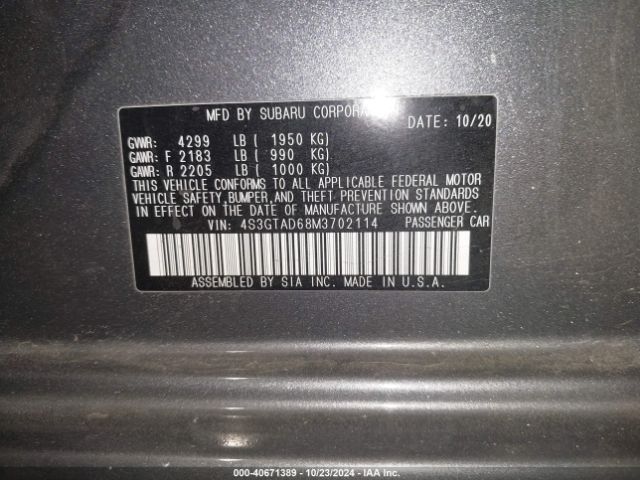 MFD BY SUBARU CORPORA DATE: 10/20
GVWR: 4299 LB ( 1950 KG)
GAWR: F 2183 LB ( 990 KG)
GAWR: R 2205 LB ( 1000 KG)
THIS VEHICLE CONFORMS TO ALL APPLICABLE FEDERAL MOTOR
VEHICLE SAFETY, BUMPER, AND THEFT PREVENTION STANDARDS
IN EFFECT ON THE DATE OF MANUFACTURE SHOWN ABOVE.
VIN: 4S3GTAD68M3702114 PASSENGER CAR
ASSEMBLED BY SIA INC. MADE IN U.S.A.
000-40671389 - 10/23/2024 - IAA Inc.